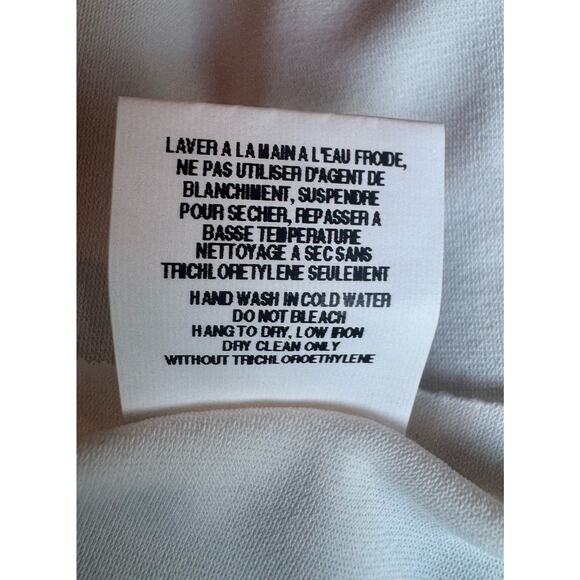 LAVER A LA MAIN A L'EAU FROIDE,
NE PAS UTILISER D'AGENT DE
BLANCHIMENT, SUSPENDRE
POUR SECHER, REPASSER A
BASSE TEMPERATURE
NETTOYAGE A SEC SANS
TRICHLORETYLENE SEULEMENT
HAND WASH IN COLD WATER
DO NOT BLEACH
HANG TO DRY, LOW IRON
DRY CLEAN ONLY
WITHOUT TRICHLOROETHYLENE